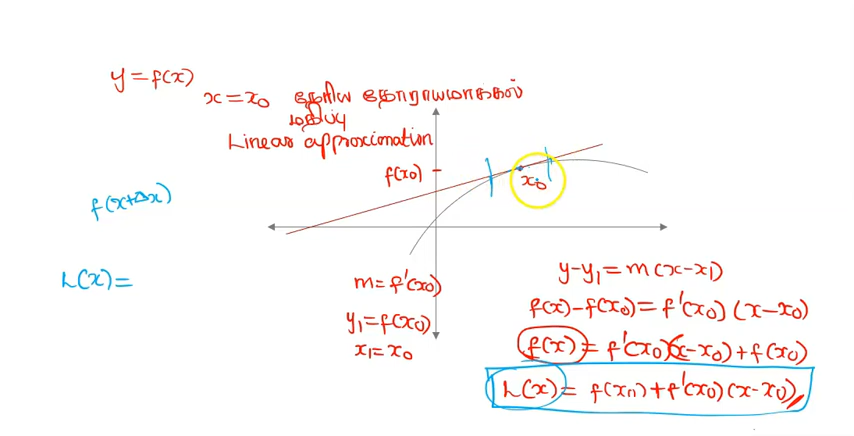 y = f(x)
x = x₀
மதிப்பு
Linear approximation
f(x₀)
x₀
f(x+Δx)
L(x) =
m = f'(x₀)
y₁ = f(x₀)
x₁ = x₀
y - y₁ = m(x - x₁)
f(x) - f(x₀) = f'(x₀) (x - x₀)
f(x) = f'(x₀)(x - x₀) + f(x₀)
L(x) = f(x₀) + f'(x₀)(x - x₀)